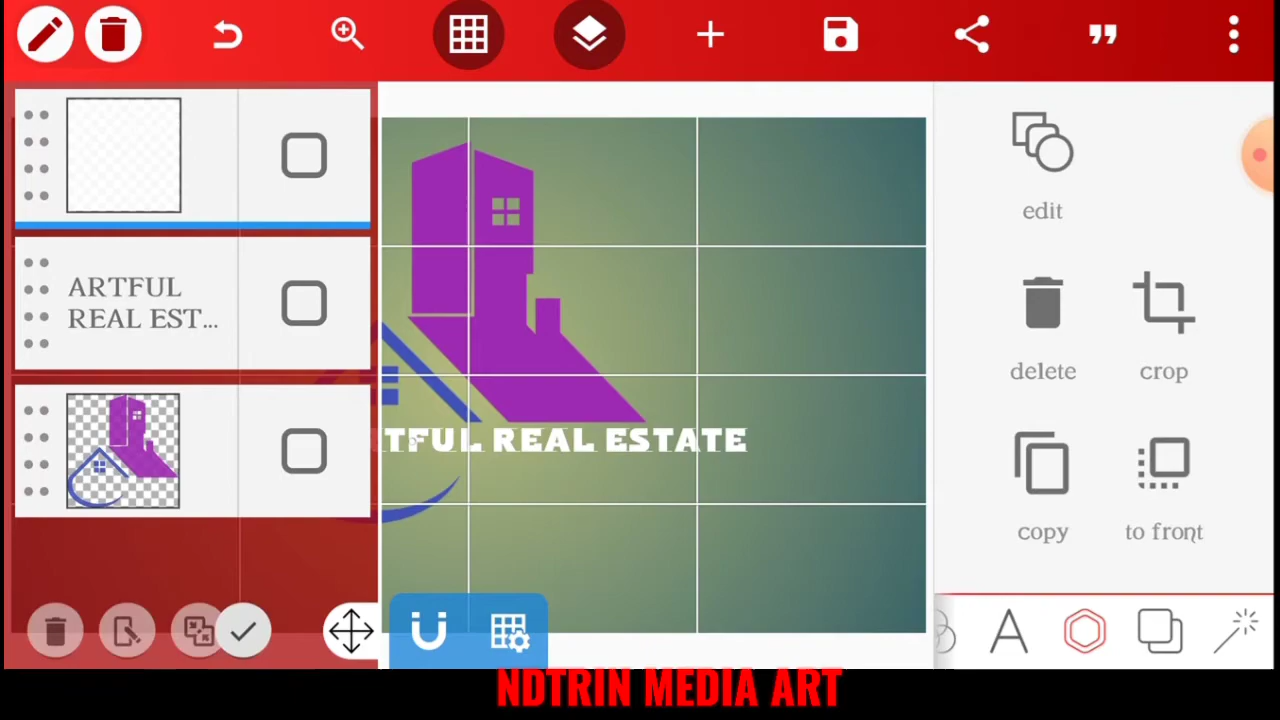 ARTFUL
REAL EST...
TFUL REAL ESTATE
edit
delete
crop
copy
to front
NDTRIN MEDIA ART